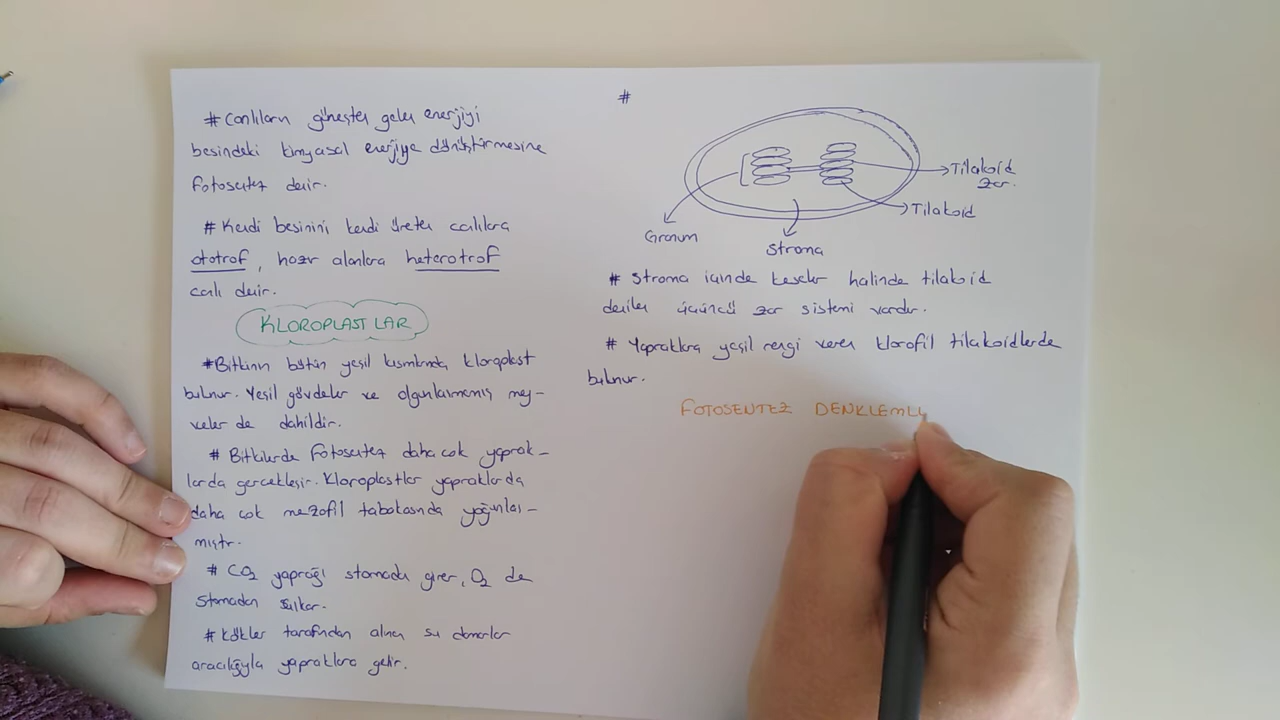 # Canlıların güneşten gelen enerjiyi
besindeki kimyasal enerjiye dönüştürmesine
fotosentez denir.
# Kendi besinini kendi üreten canlılara
ototrof, hazır alanlara heterotrof
canlı denir.
KLOROPLASTLAR
#Bitkinin bütün yeşil kısımlarında kloroplast
bulunur. Yeşil gövdeler ve olgunlaşmamış mey-
veler de dahildir.
# Bitkilerde fotosentez daha çok yaprak-
larda gerçekleşir. Kloroplastlar yapraklarda
daha çok mezofil tabakasında yoğunlaş-
mıştır.
# CO₂ yaprağı stomada girer, O₂ de
stomadan çıkar.
# Kökler tarafından alınan su damarlar
aracılığıyla yapraklara gelir.
#
Tilakoid
zar.
Tilakoid
Granum
Stroma
# Stroma içinde keseler halinde tilakoid
denilen üçüncü zar sistemi vardır.
# Yapraklara yeşil rengi veren klorofil tilakoidlerde
bulunur.
FOTOSENTEZ DENKLEMLE